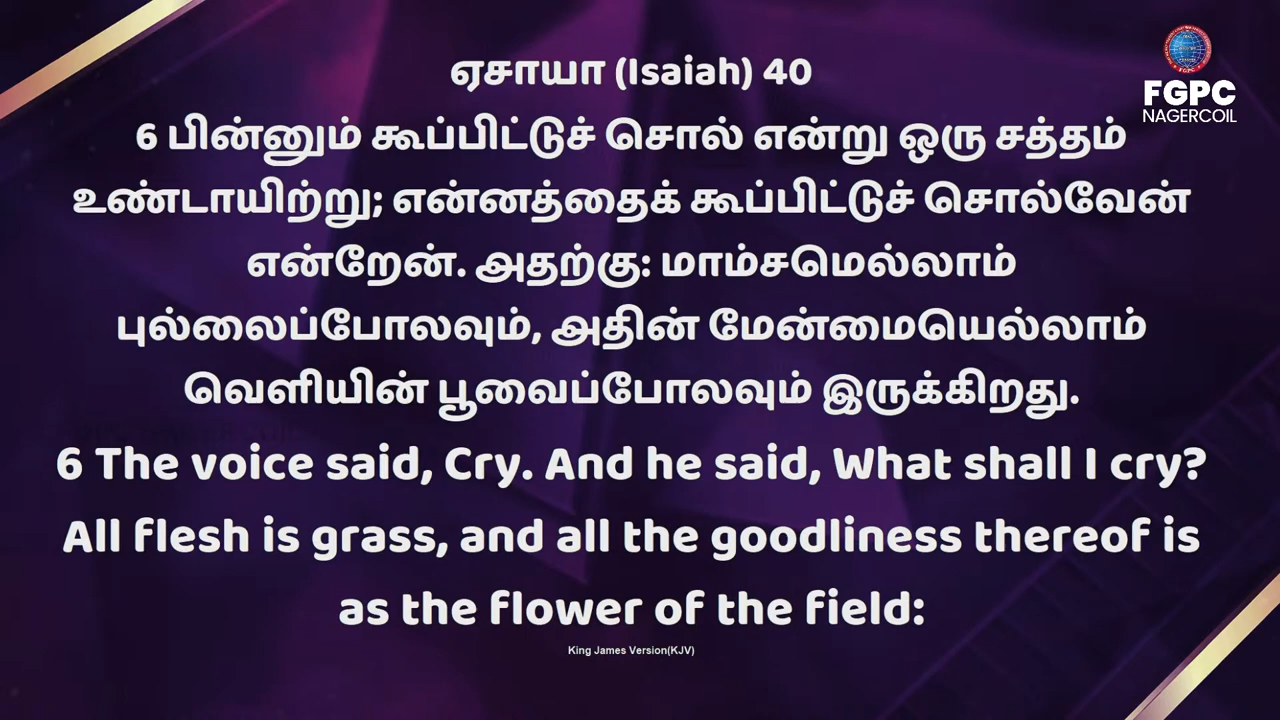 ஏசாயா (Isaiah) 40
FGPC
NAGERCOIL
6 பின்னும் கூப்பிட்டுச் சொல் என்று ஒரு சத்தம்
உண்டாயிற்று; என்னத்தைக் கூப்பிட்டுச் சொல்வேன்
என்றேன். அதற்கு: மாம்சமெல்லாம்
புல்லைப்போலவும், அதின் மேன்மையெல்லாம்
வெளியின் பூவைப்போலவும் இருக்கிறது.
6 The voice said, Cry. And he said, What shall I cry?
All flesh is grass, and all the goodliness thereof is
as the flower of the field:
King James Version(KJV)